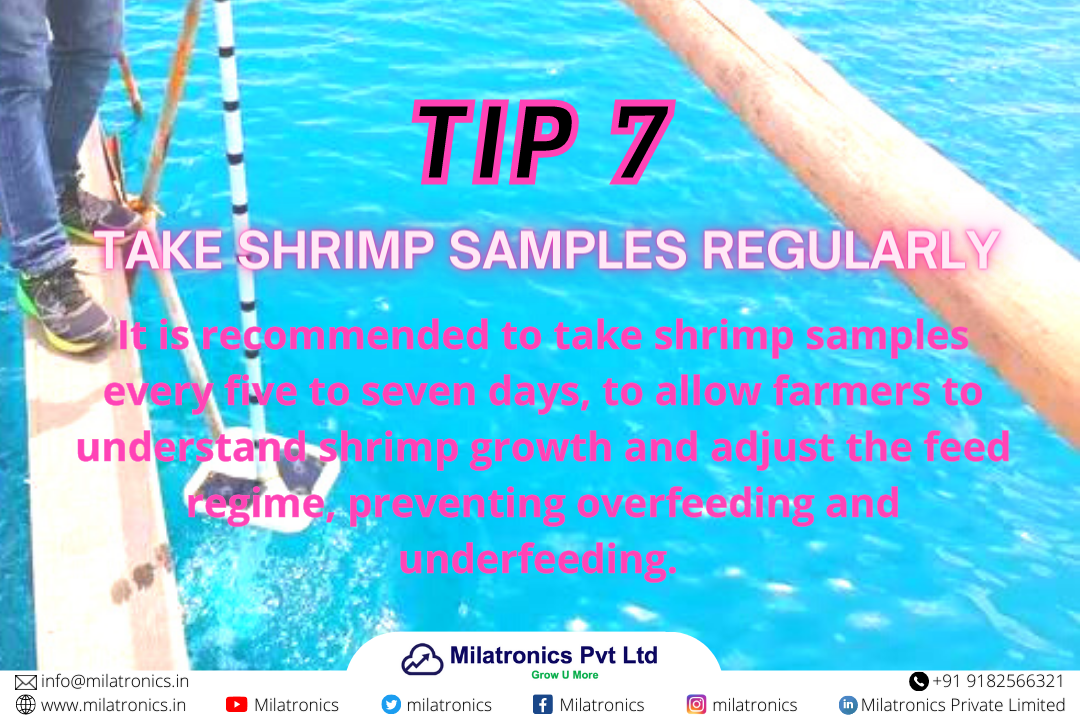 TIP 7
TAKE SHRIMP SAMPLES REGULARLY
It is recommended to take shrimp samples
every five to seven days, to allow farmers to
understand shrimp growth and adjust the feed
regime, preventing overfeeding and
underfeeding.
Milatronics Pvt Ltd
Grow U More
info@milatronics.in
+91 9182566321
www.milatronics.in
Milatronics
milatronics
Milatronics
milatronics
Milatronics Private Limited